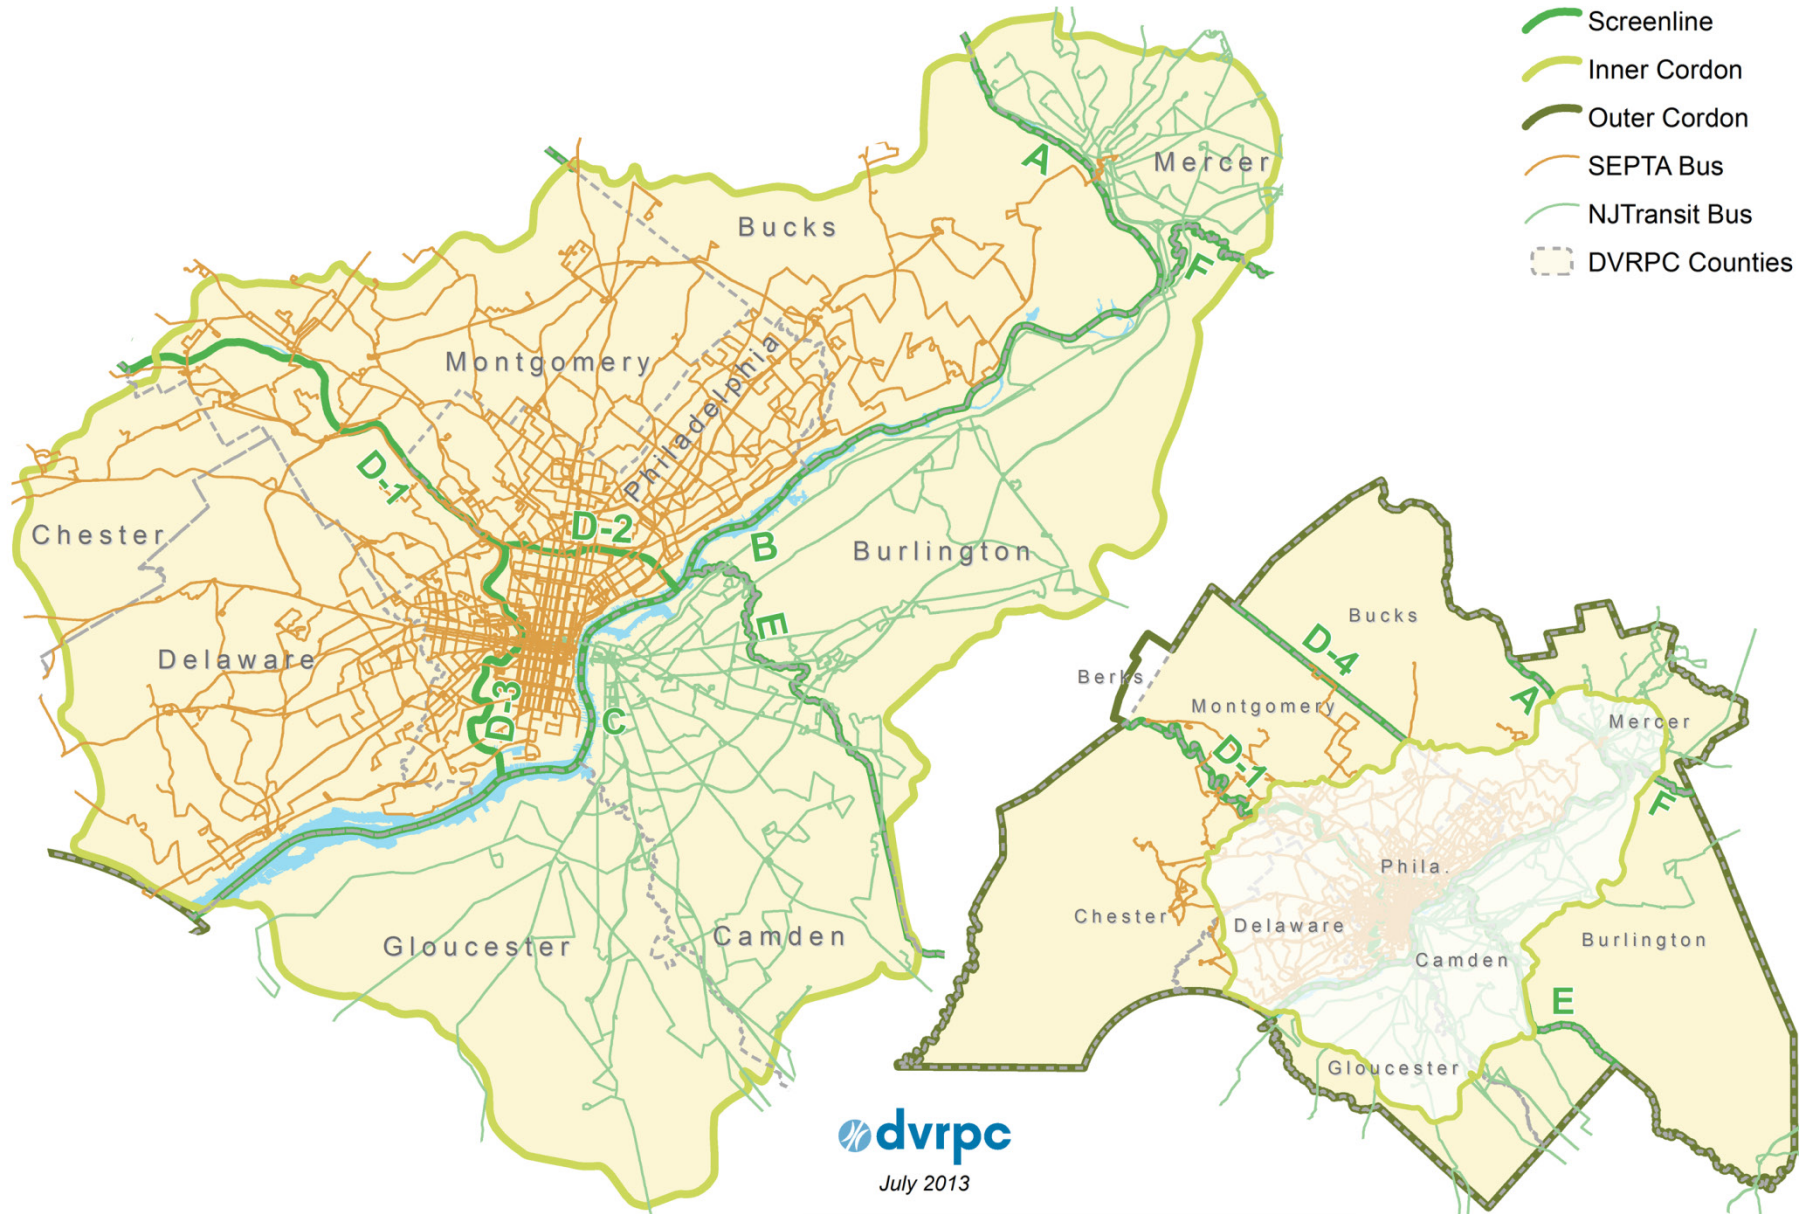 Screenline
Inner Cordon
Outer Cordon
SEPTA Bus
NJTransit Bus
DVRPC Counties
A
Mercer
Bucks
F
Montgomery
Philadelphia
D-1
D-2
Chester
B
Burlington
E
Delaware
D-3
C
Gloucester
Camden
Bucks
D-4
Berks
A
Montgomery
Mercer
D-1
F
Phila.
Chester
Delaware
Burlington
Camden
E
Gloucester
dvrpc
July 2013